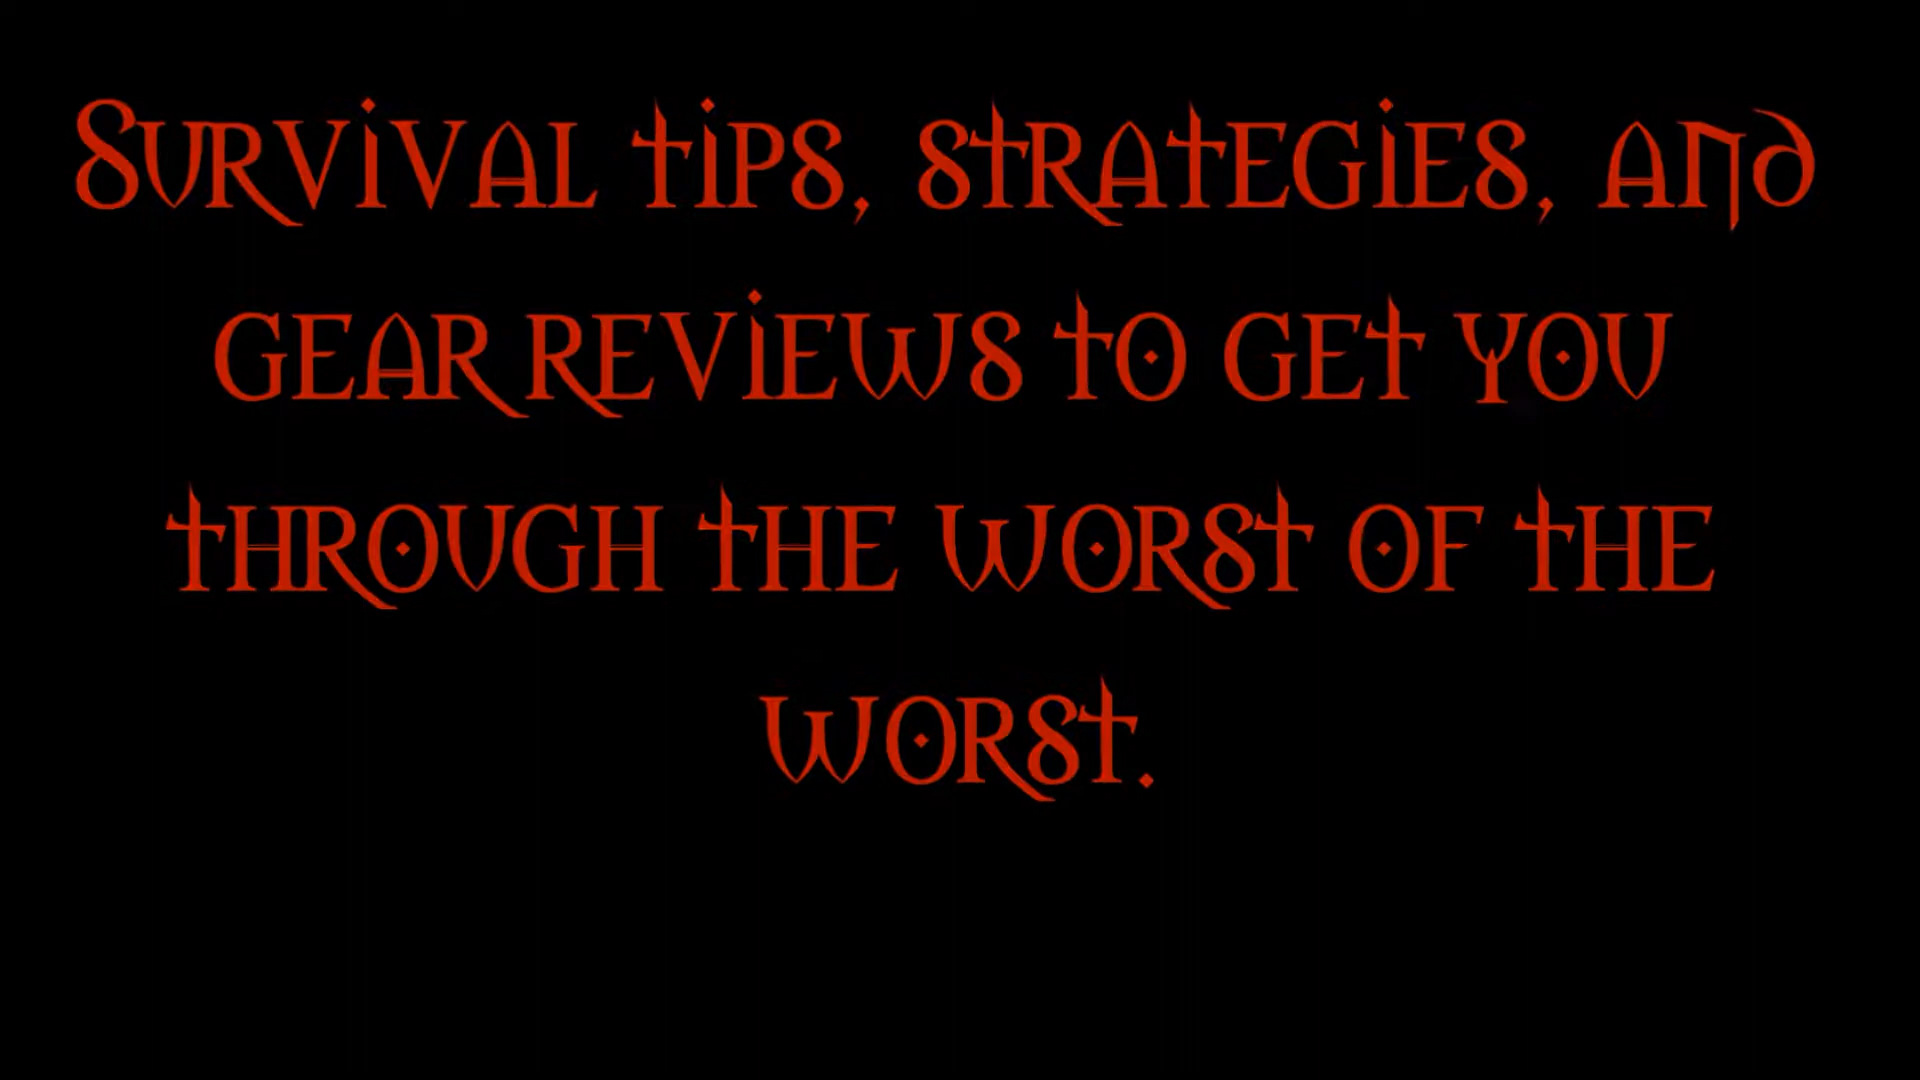 Survival tips, strategies, and
gear reviews to get you
through the worst of the
worst.